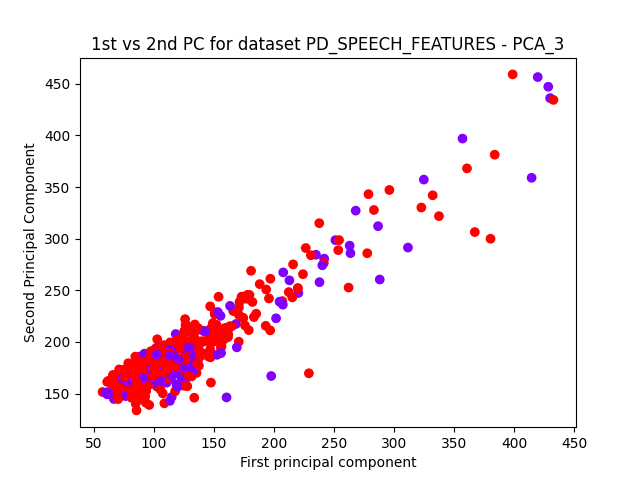 1st vs 2nd PC for dataset PD_SPEECH_FEATURES - PCA_3
450
400
350
300
250
200
150
Second Principal Component
50 100 150 200 250 300 350 400 450
First principal component